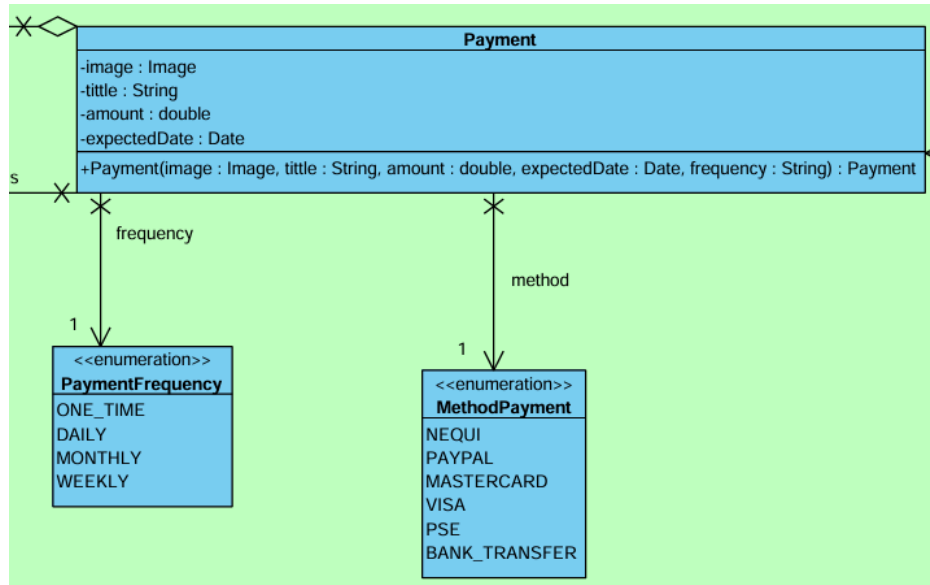 Payment
-image : Image
-tittle : String
-amount : double
-expectedDate : Date
+Payment(image : Image, tittle : String, amount : double, expectedDate : Date, frequency : String) : Payment
s
frequency
method
1
1
<<enumeration>>
PaymentFrequency
ONE_TIME
DAILY
MONTHLY
WEEKLY
<<enumeration>>
MethodPayment
NEQUI
PAYPAL
MASTERCARD
VISA
PSE
BANK_TRANSFER